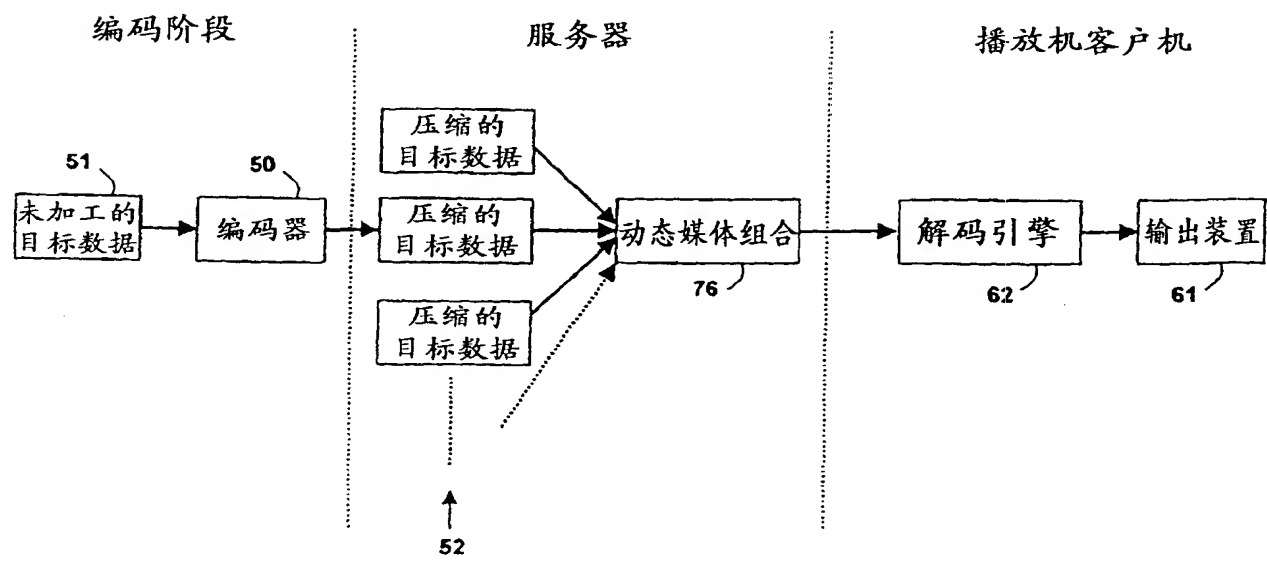 编码阶段
服务器
播放机客户机
51
未加工的
目标数据
50
编码器
压缩的
目标数据
压缩的
目标数据
压缩的
目标数据
52
动态媒体组合
76
解码引擎
62
输出装置
61